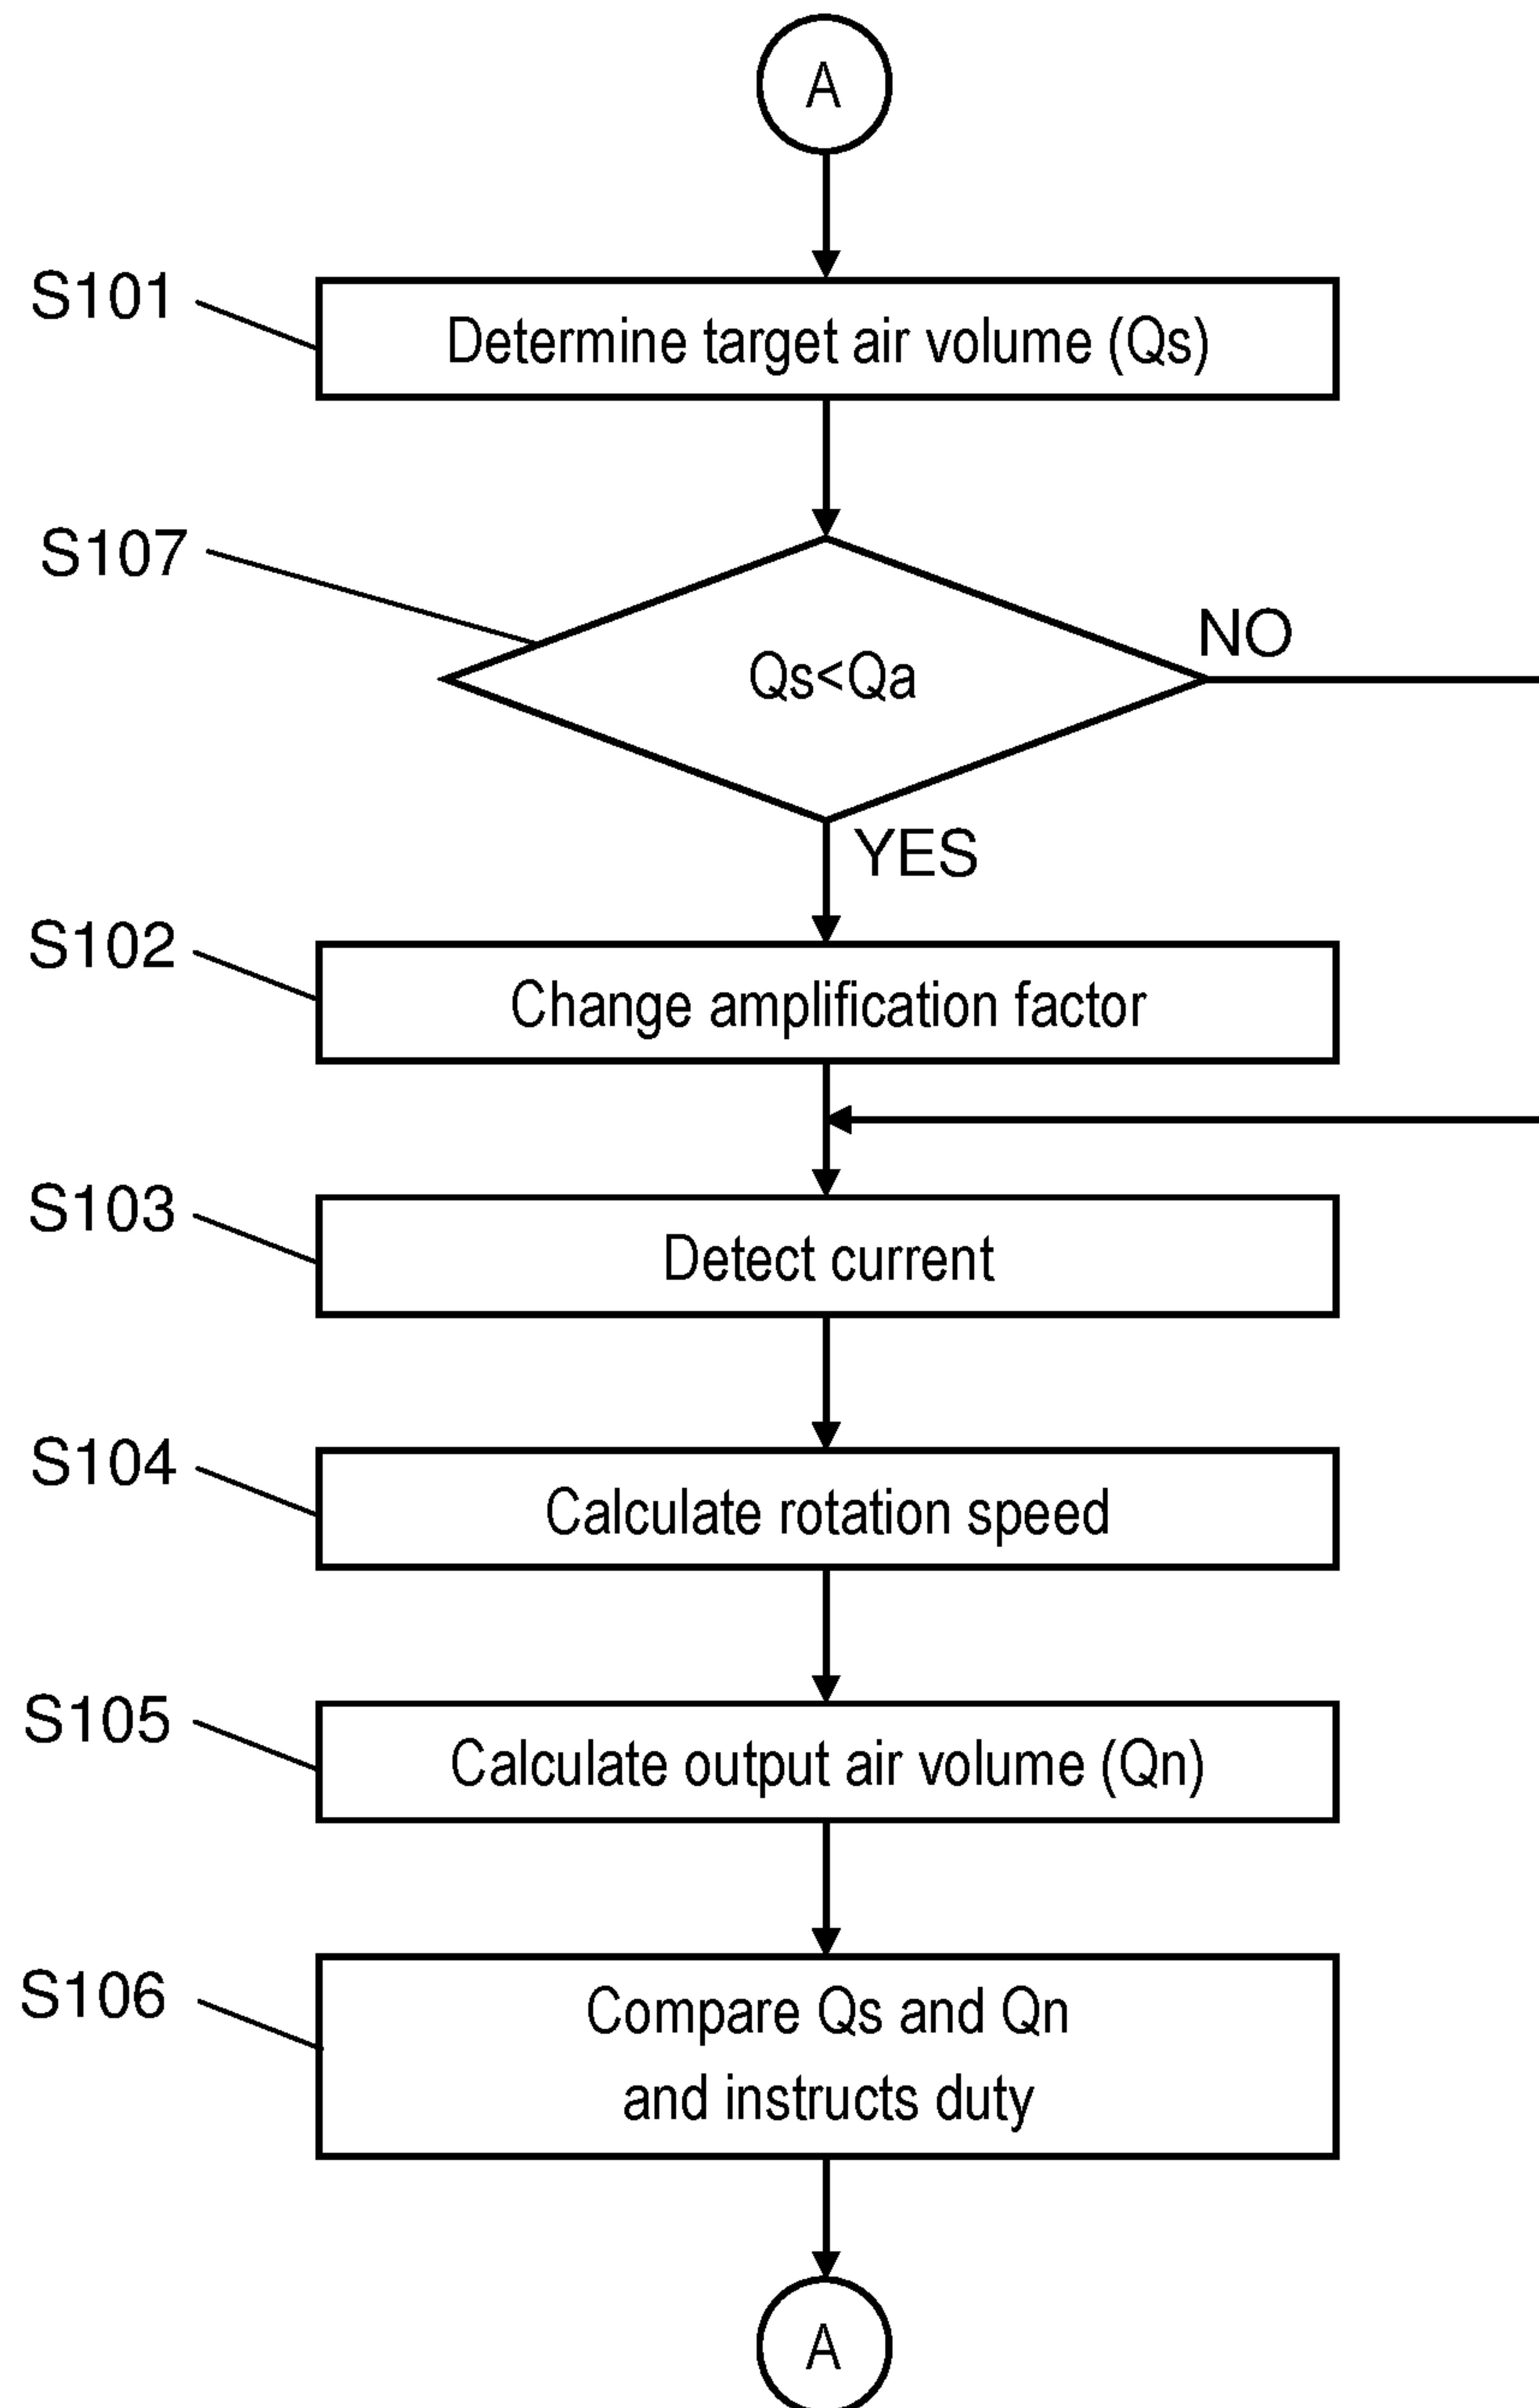 A
S101
Determine target air volume (Qs)
S107
Qs<Qa
NO
YES
S102
Change amplification factor
S103
Detect current
S104
Calculate rotation speed
S105
Calculate output air volume (Qn)
S106
Compare Qs and Qn
and instructs duty
A